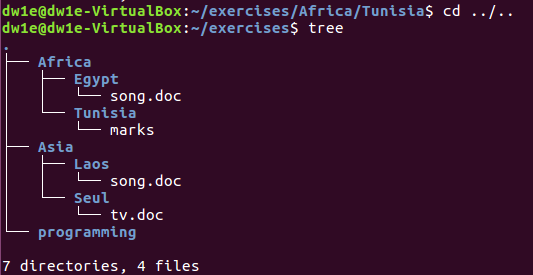 dw1e@dw1e-VirtualBox:~/exercises/Africa/Tunisia$ cd ../..
dw1e@dw1e-VirtualBox:~/exercises$ tree
.
├── Africa
│   ├── Egypt
│   │   └── song.doc
│   └── Tunisia
│       └── marks
├── Asia
│   ├── Laos
│   │   └── song.doc
│   └── Seul
│       └── tv.doc
└── programming

7 directories, 4 files